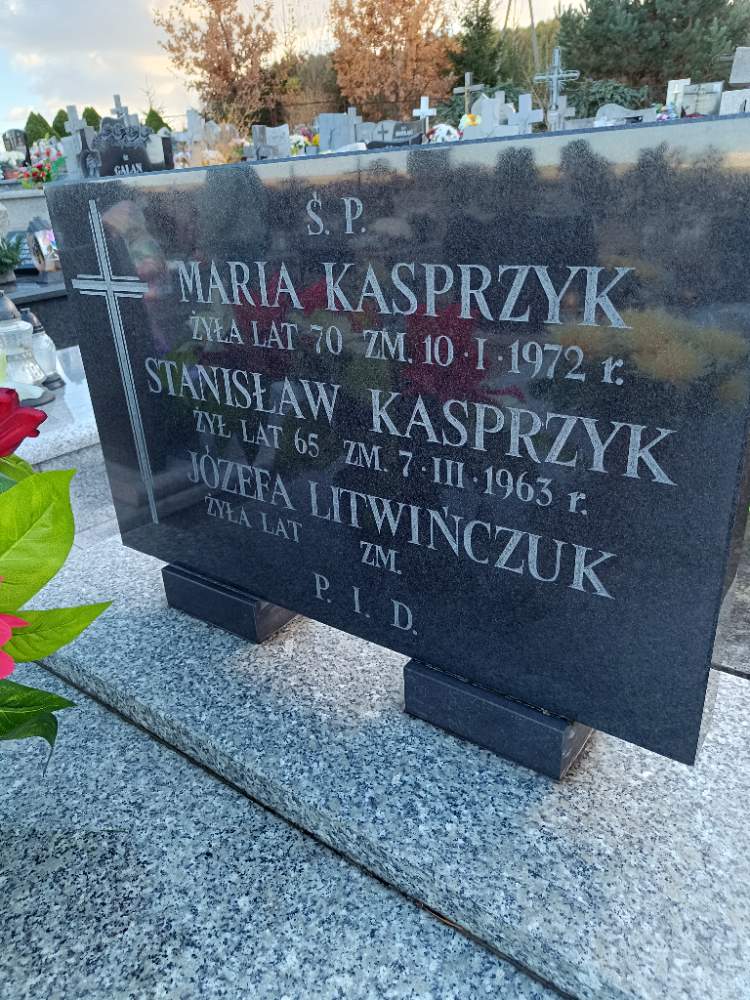 GALAN
Ś. P.
MARIA KASPRZYK
ŻYŁA LAT 70 ZM. 10·I·1972 r.
STANISŁAW KASPRZYK
ŻYŁ LAT 65 ZM. 7·III·1963 r.
JÓZEFA LITWIŃCZUK
ŻYŁA LAT ZM.
P. I. D.